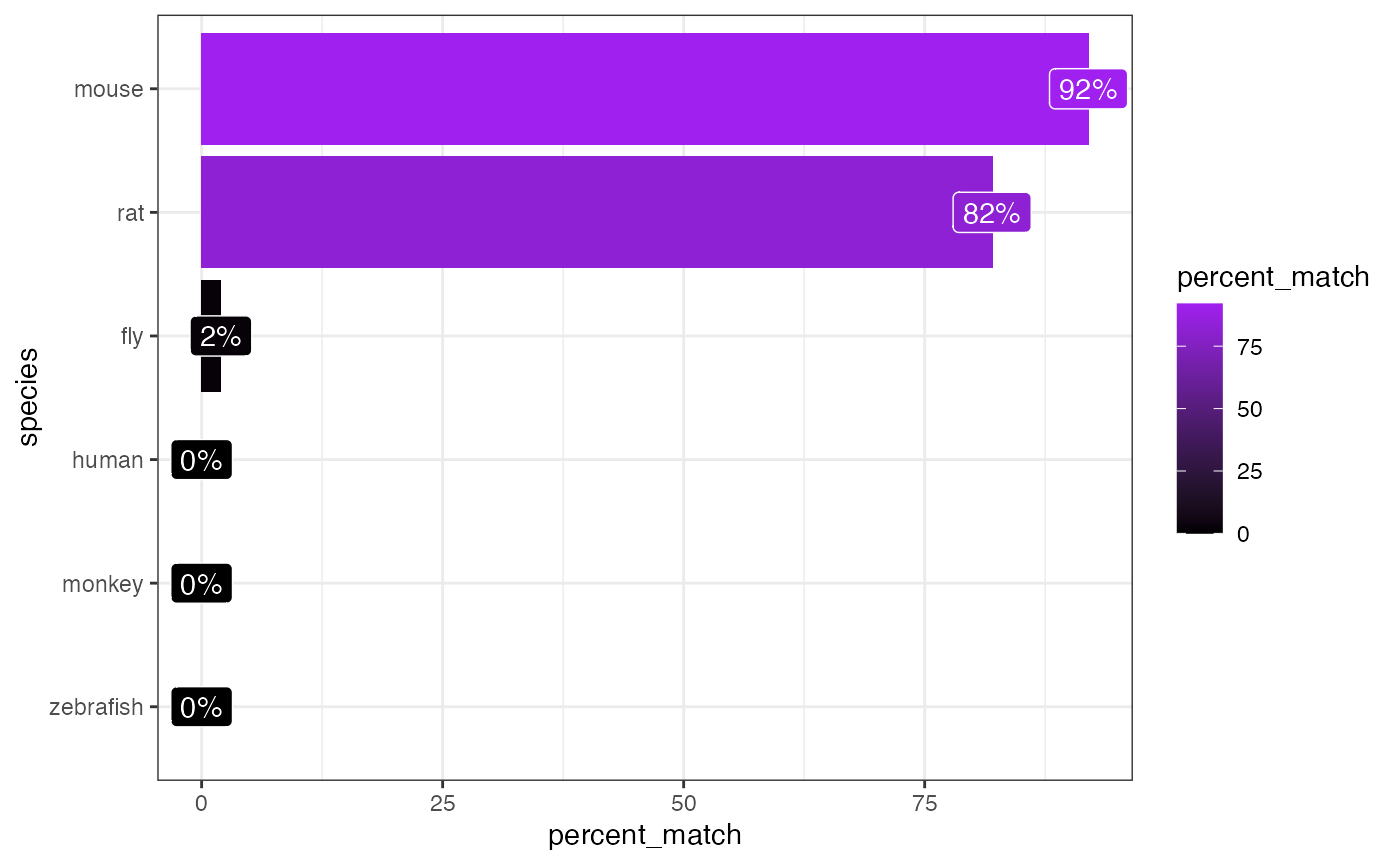 species
mouse
92%
rat
82%
fly
2%
human
0%
monkey
0%
zebrafish
0%
0 25 50 75
percent_match
percent_match
75
50
25
0